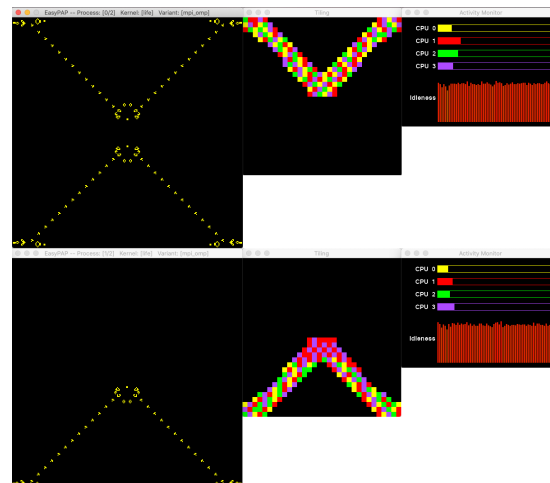 EasyPAP -- Process: [0/2] Kernel: [life] Variant: [mpi_omp]
Tiling
Activity Monitor
CPU 0
CPU 1
CPU 2
CPU 3
Idleness
EasyPAP -- Process: [1/2] Kernel: [life] Variant: [mpi_omp]
Tiling
Activity Monitor
CPU 0
CPU 1
CPU 2
CPU 3
Idleness